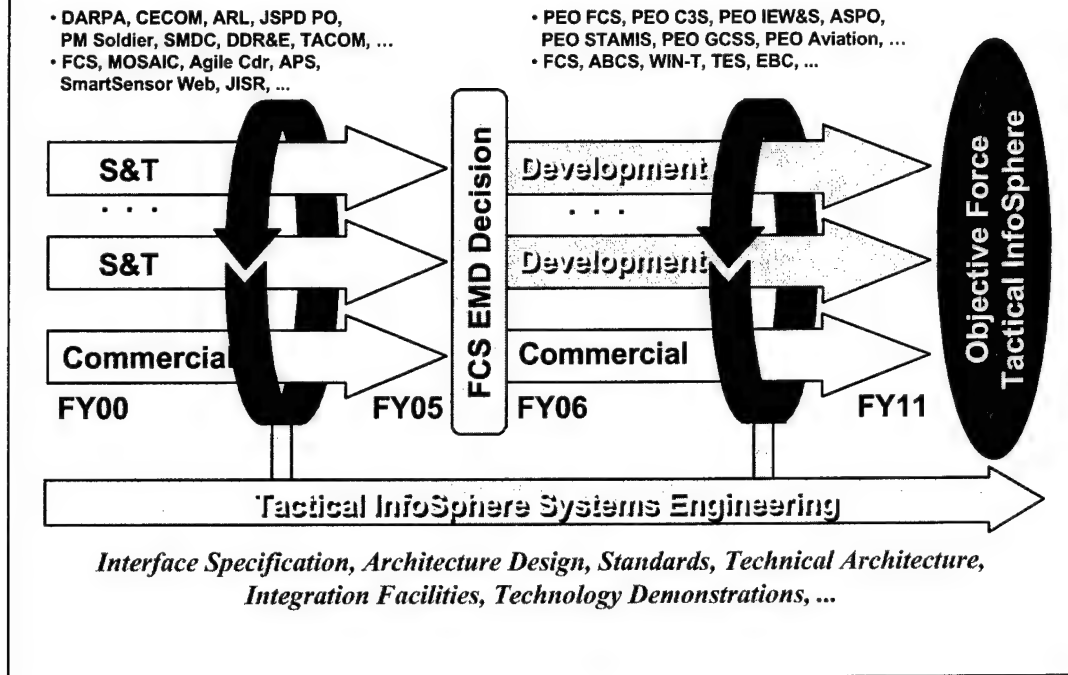 • DARPA, CECOM, ARL, JSPD PO,
PM Soldier, SMDC, DDR&E, TACOM, ...
• FCS, MOSAIC, Agile Cdr, APS,
SmartSensor Web, JISR, ...
• PEO FCS, PEO C3S, PEO IEW&S, ASPO,
PEO STAMIS, PEO GCSS, PEO Aviation, ...
• FCS, ABCS, WIN-T, TES, EBC, ...
S&T
. . .
S&T
Commercial
FY00
FY05
FCS EMD Decision
Development
. . .
Development
Commercial
FY06
FY11
Objective Force
Tactical InfoSphere
Tactical InfoSphere Systems Engineering
Interface Specification, Architecture Design, Standards, Technical Architecture,
Integration Facilities, Technology Demonstrations, ...